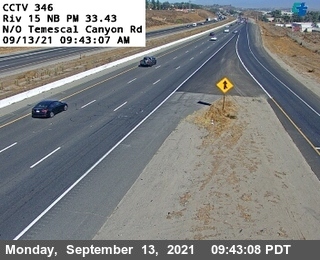 CCTV 346
Riv 15 NB PM 33.43
N/O Temescal Canyon Rd
09/13/21 09:43:07 AM
Monday, September 13, 2021 09:43:08 PDT